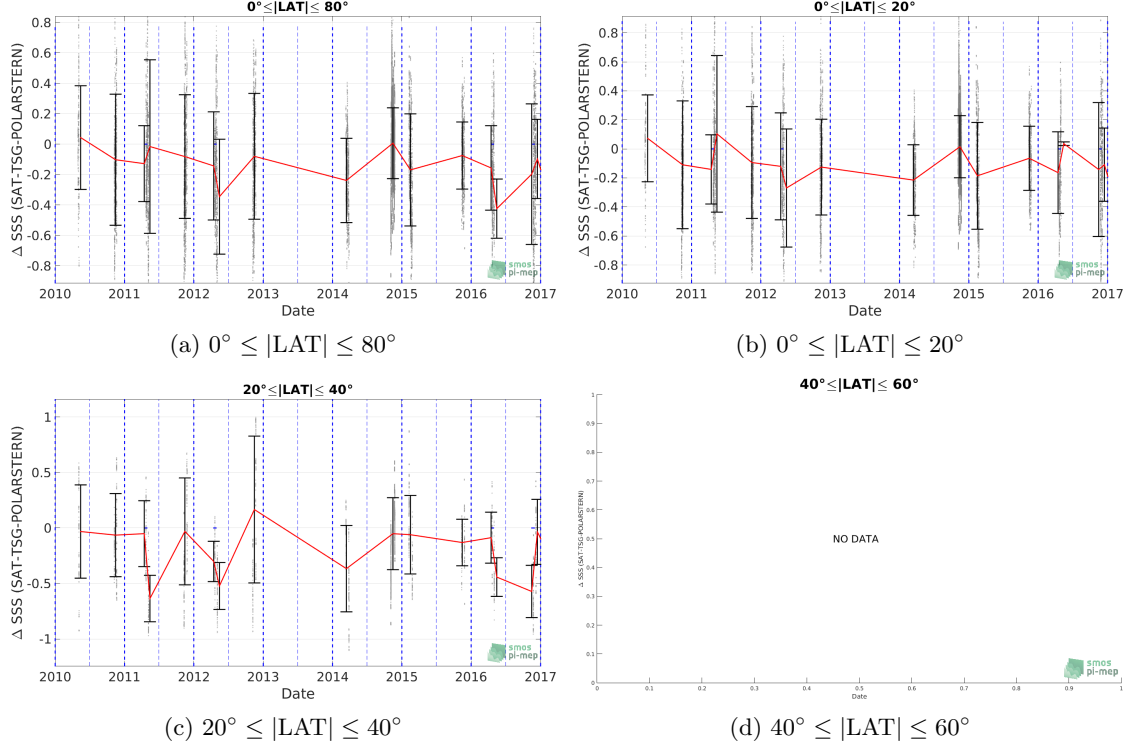 0°≤|LAT|≤ 80°
Δ SSS (SAT-TSG-POLARSTERN)
0.8
0.6
0.4
0.2
0
-0.2
-0.4
-0.6
-0.8
2010 2011 2012 2013 2014 2015 2016 2017
Date
smos
pi-mep
(a) 0° ≤ |LAT| ≤ 80°
0°≤|LAT|≤ 20°
Δ SSS (SAT-TSG-POLARSTERN)
0.8
0.6
0.4
0.2
0
-0.2
-0.4
-0.6
-0.8
2010 2011 2012 2013 2014 2015 2016 2017
Date
smos
pi-mep
(b) 0° ≤ |LAT| ≤ 20°
20°≤|LAT|≤ 40°
Δ SSS (SAT-TSG-POLARSTERN)
1
0.5
0
-0.5
-1
2010 2011 2012 2013 2014 2015 2016 2017
Date
smos
pi-mep
(c) 20° ≤ |LAT| ≤ 40°
40°≤|LAT|≤ 60°
Δ SSS (SAT-TSG-POLARSTERN)
1
0.9
0.8
0.7
0.6
0.5
0.4
0.3
0.2
0.1
0
NO DATA
0 0.1 0.2 0.3 0.4 0.5 0.6 0.7 0.8 0.9 1
Date
smos
pi-mep
(d) 40° ≤ |LAT| ≤ 60°